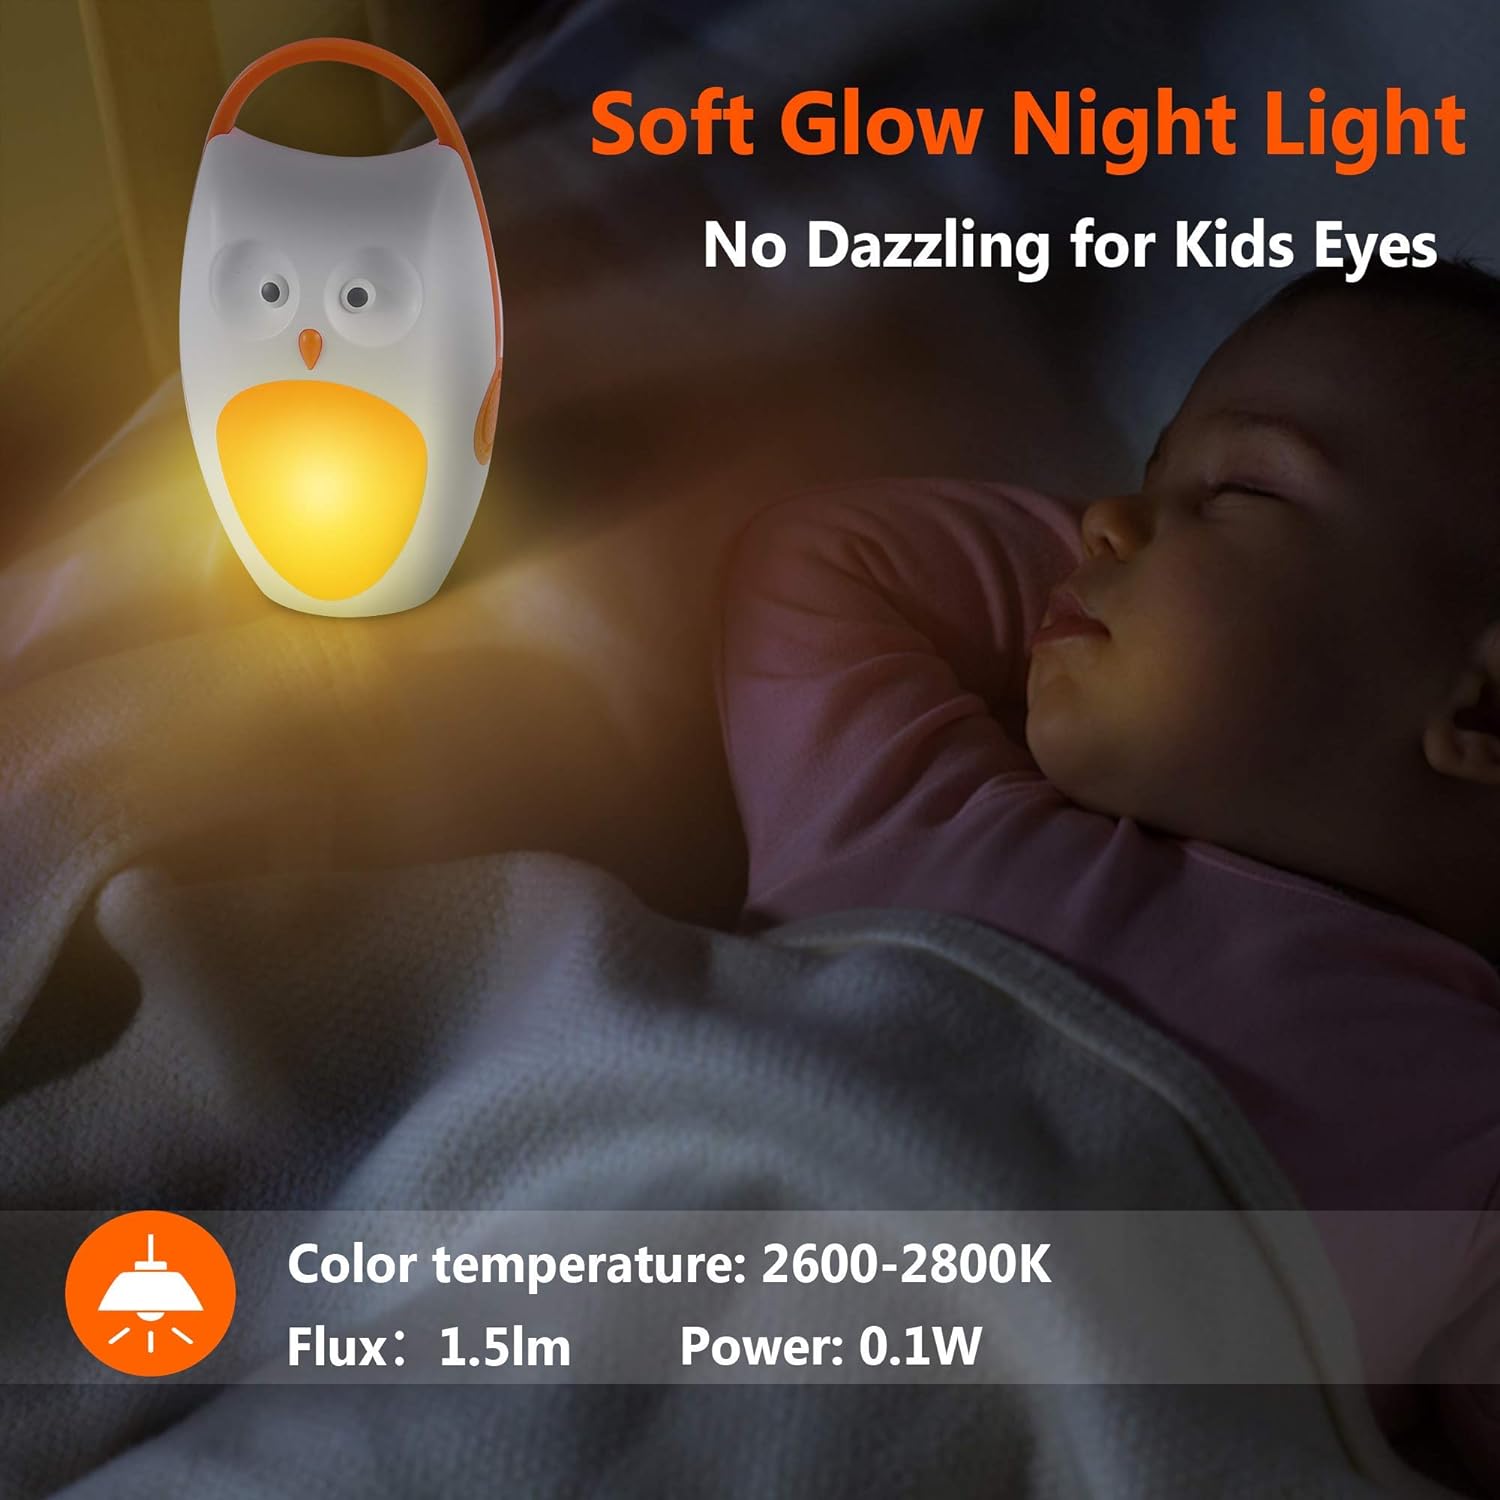 Soft Glow Night Light
No Dazzling for Kids Eyes
Color temperature: 2600-2800K
Flux：1.5lm Power: 0.1W